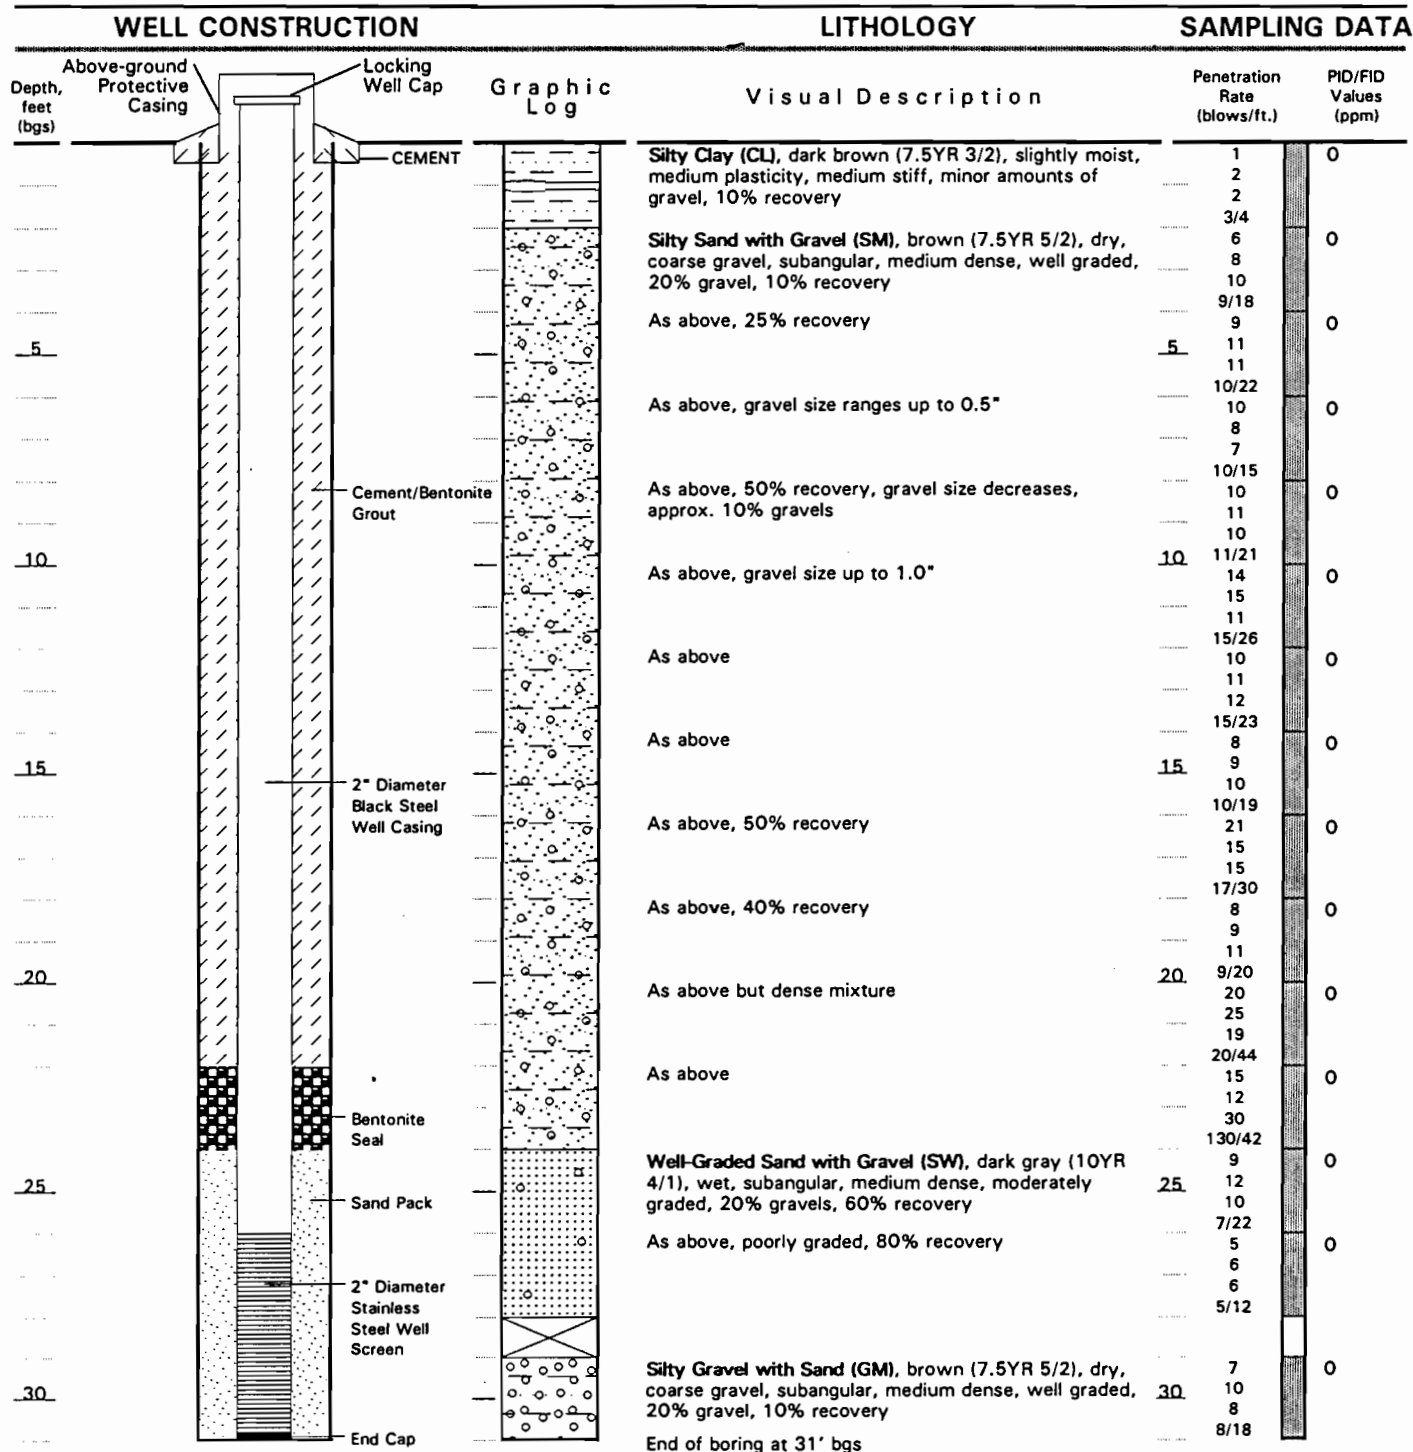 WELL CONSTRUCTION
LITHOLOGY
SAMPLING DATA
Depth,
feet
(bgs)
Above-ground
Protective
Casing
Locking
Well Cap
Graphic
Log
Visual Description
Penetration
Rate
(blows/ft.)
PID/FID
Values
(ppm)
CEMENT
Silty Clay (CL), dark brown (7.5YR 3/2), slightly moist, 1 0
medium plasticity, medium stiff, minor amounts of 2
gravel, 10% recovery 2
3/4
Silty Sand with Gravel (SM), brown (7.5YR 5/2), dry, 6 0
coarse gravel, subangular, medium dense, well graded, 8
20% gravel, 10% recovery 10
9/18
As above, 25% recovery 9 0
5 5 11
11
10/22
As above, gravel size ranges up to 0.5" 10 0
8
7
10/15
Cement/Bentonite As above, 50% recovery, gravel size decreases, 10 0
Grout approx. 10% gravels 11
10
10 10 11/21
As above, gravel size up to 1.0" 14 0
15
11
15/26
As above 10 0
11
12
15/23
As above 8 0
15 15 9
2" Diameter 10
Black Steel 10/19
Well Casing As above, 50% recovery 21 0
15
15
17/30
As above, 40% recovery 8 0
9
11
20 20 9/20
As above but dense mixture 20 0
25
19
20/44
As above 15 0
12
Bentonite 30
Seal 130/42
Well-Graded Sand with Gravel (SW), dark gray (10YR 9 0
25 4/1), wet, subangular, medium dense, moderately 25 12
Sand Pack graded, 20% gravels, 60% recovery 10
7/22
As above, poorly graded, 80% recovery 5 0
6
2" Diameter 6
Stainless 5/12
Steel Well
Screen
Silty Gravel with Sand (GM), brown (7.5YR 5/2), dry, 7 0
30 coarse gravel, subangular, medium dense, well graded, 30 10
20% gravel, 10% recovery 8
8/18
End Cap End of boring at 31' bgs